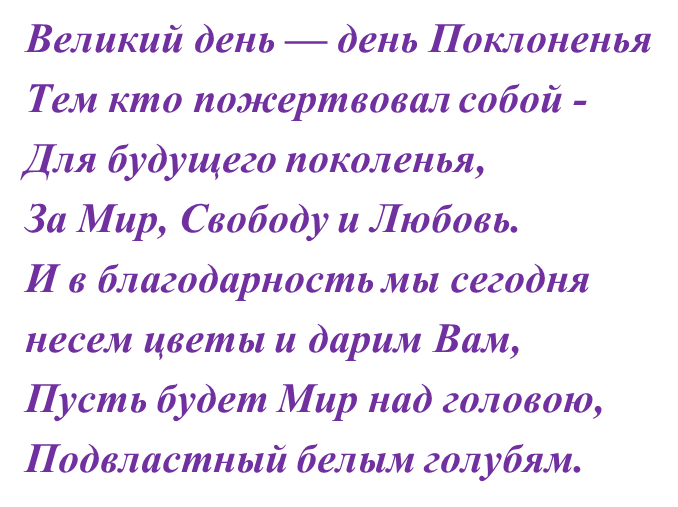 Великий день — день Поклоненья
Тем кто пожертвовал собой -
Для будущего поколенья,
За Мир, Свободу и Любовь.
И в благодарность мы сегодня
несем цветы и дарим Вам,
Пусть будет Мир над головою,
Подвластный белым голубям.